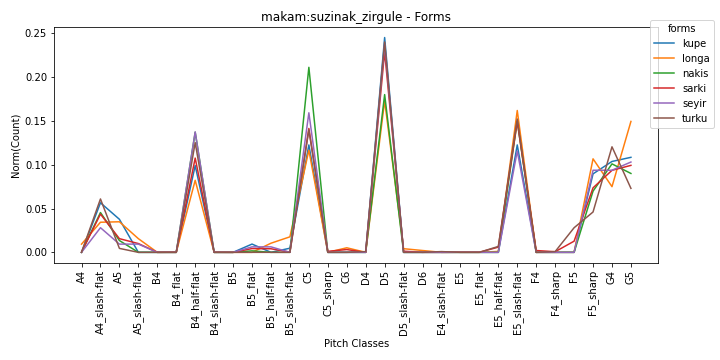 makam:suzinak_zirgule - Forms
forms
kupe
longa
nakis
sarki
seyir
turku
Norm(Count)
0.25
0.20
0.15
0.10
0.05
0.00
A4
A4_slash-flat
A5
A5_slash-flat
B4
B4_flat
B4_half-flat
B4_slash-flat
B5
B5_flat
B5_half-flat
B5_slash-flat
C5
C5_sharp
C6
D4
D5
D5_slash-flat
D6
E4_slash-flat
E5
E5_flat
E5_half-flat
E5_slash-flat
F4
F4_sharp
F5
F5_sharp
G4
G5
Pitch Classes